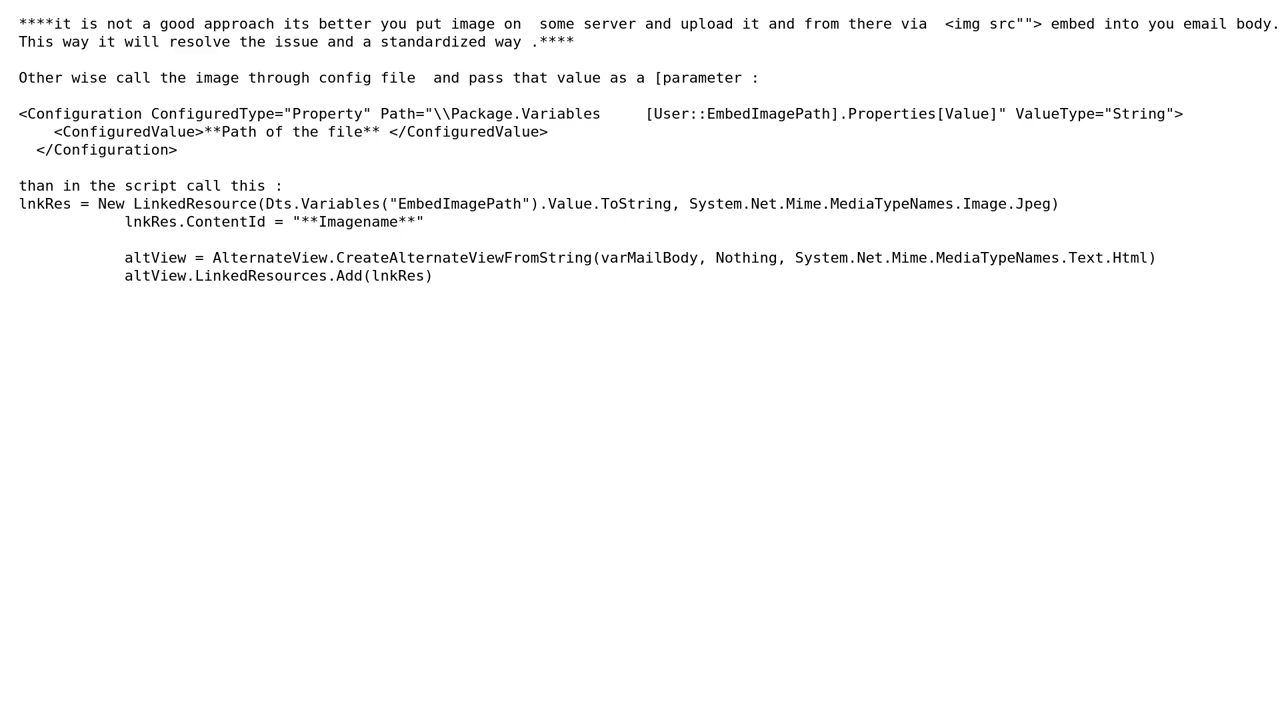 ****it is not a good approach its better you put image on  some server and upload it and from there via  <img src""> embed into you email body.
This way it will resolve the issue and a standardized way .****
Other wise call the image through config file  and pass that value as a [parameter :
<Configuration ConfiguredType="Property" Path="\\Package.Variables     [User::EmbedImagePath].Properties[Value]" ValueType="String">
    <ConfiguredValue>**Path of the file** </ConfiguredValue>
  </Configuration>
than in the script call this :
lnkRes = New LinkedResource(Dts.Variables("EmbedImagePath").Value.ToString, System.Net.Mime.MediaTypeNames.Image.Jpeg)
            lnkRes.ContentId = "**Imagename**"
            altView = AlternateView.CreateAlternateViewFromString(varMailBody, Nothing, System.Net.Mime.MediaTypeNames.Text.Html)
            altView.LinkedResources.Add(lnkRes)